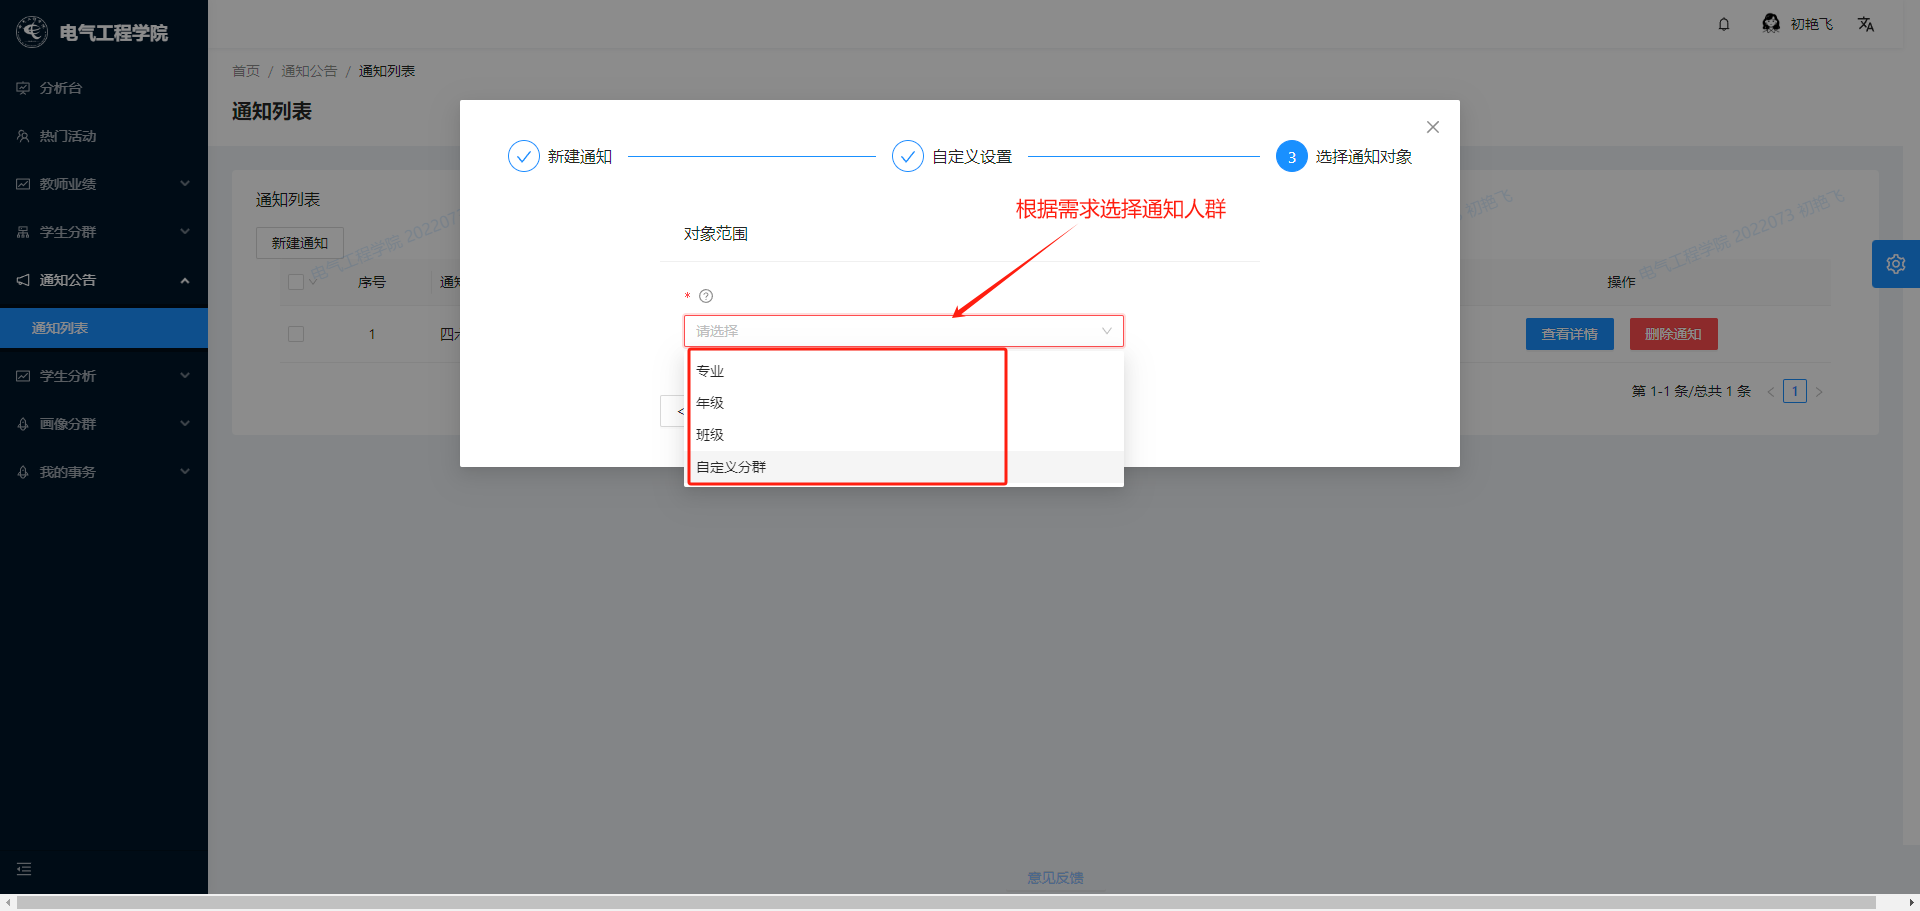 电气工程学院
初艳飞
分析台
热门活动
教师业绩
学生分群
通知公告
通知列表
学生分析
画像分群
我的事务
首页 / 通知公告 / 通知列表
通知列表
通知列表
新建通知
序号
操作
1
查看详情
删除通知
第 1-1 条/总共 1 条
1
新建通知
自定义设置
3 选择通知对象
根据需求选择通知人群
对象范围
*
请选择
专业
年级
班级
自定义分群
<
电气工程学院 2022073 初艳飞
意见反馈